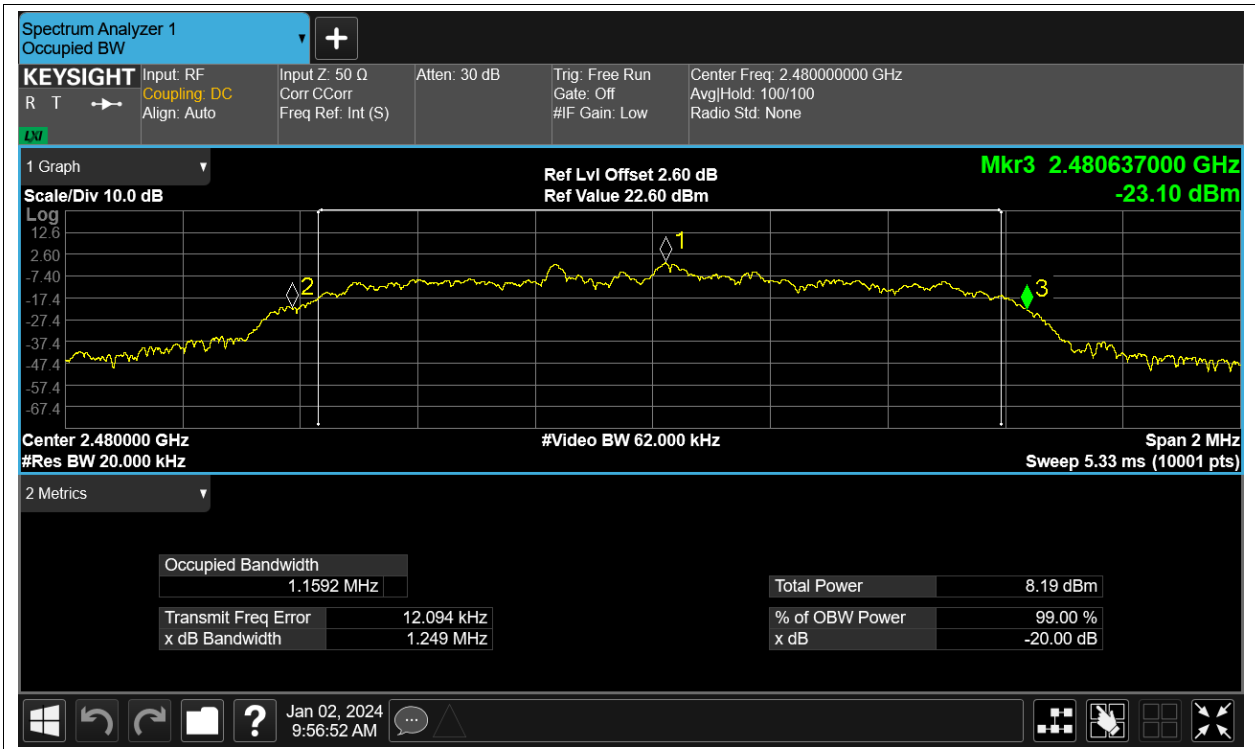 Spectrum Analyzer 1
Occupied BW
KEYSIGHT
R T
LXI
Input: RF
Coupling: DC
Align: Auto
Input Z: 50 Ω
Corr CCorr
Freq Ref: Int (S)
Atten: 30 dB
Trig: Free Run
Gate: Off
#IF Gain: Low
Center Freq: 2.480000000 GHz
Avg|Hold: 100/100
Radio Std: None
1 Graph
Scale/Div 10.0 dB
Ref Lvl Offset 2.60 dB
Ref Value 22.60 dBm
Mkr3 2.480637000 GHz
-23.10 dBm
Log
12.6
2.60
-7.40
-17.4
-27.4
-37.4
-47.4
-57.4
-67.4
1
2
3
Center 2.480000 GHz
#Video BW 62.000 kHz
Span 2 MHz
#Res BW 20.000 kHz
Sweep 5.33 ms (10001 pts)
2 Metrics
Occupied Bandwidth
1.1592 MHz
Total Power 8.19 dBm
Transmit Freq Error 12.094 kHz
% of OBW Power 99.00 %
x dB Bandwidth 1.249 MHz
x dB -20.00 dB
?
Jan 02, 2024
9:56:52 AM